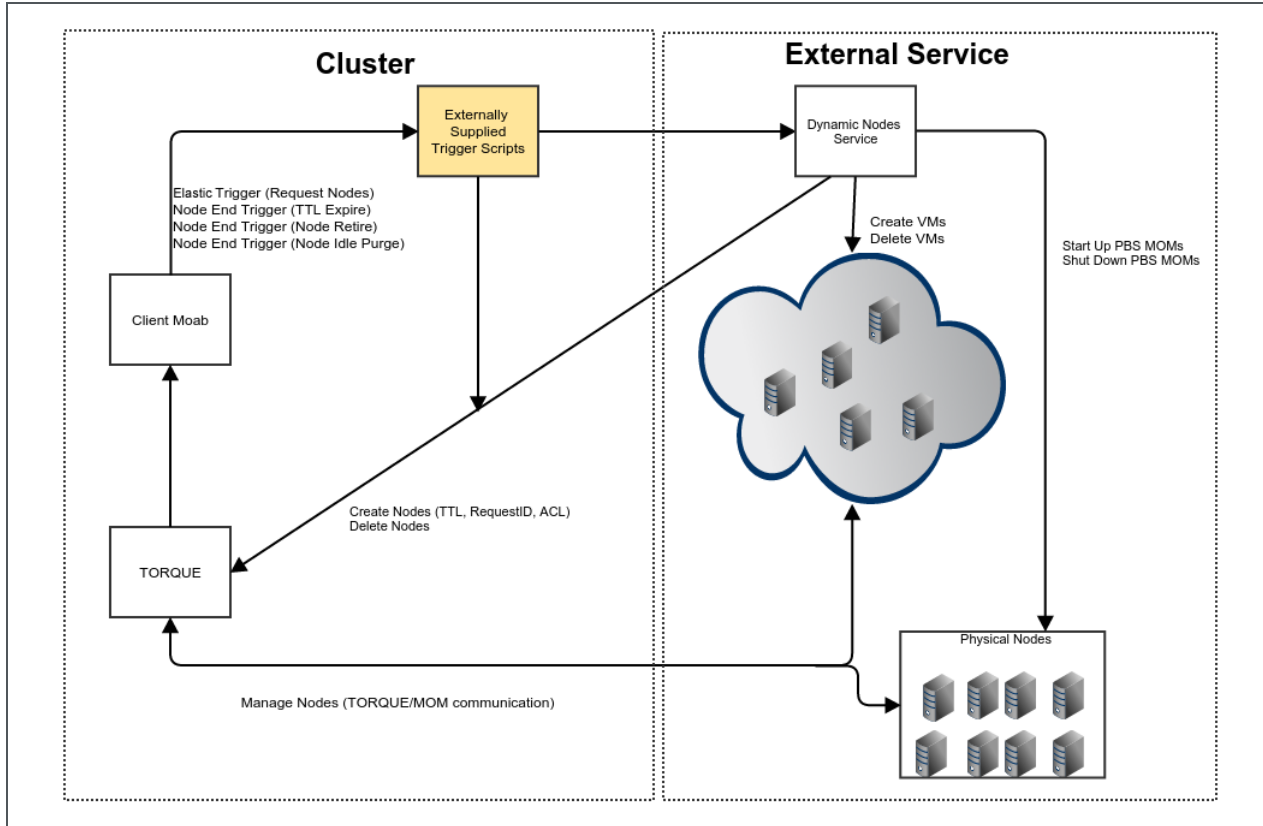 Cluster
External Service
Externally
Supplied
Trigger Scripts
Dynamic Nodes
Service
Elastic Trigger (Request Nodes)
Node End Trigger (TTL Expire)
Node End Trigger (Node Retire)
Node End Trigger (Node Idle Purge)
Create VMs
Delete VMs
Start Up PBS MOMs
Shut Down PBS MOMs
Client Moab
Create Nodes (TTL, RequestID, ACL)
Delete Nodes
TORQUE
Physical Nodes
Manage Nodes (TORQUE/MOM communication)